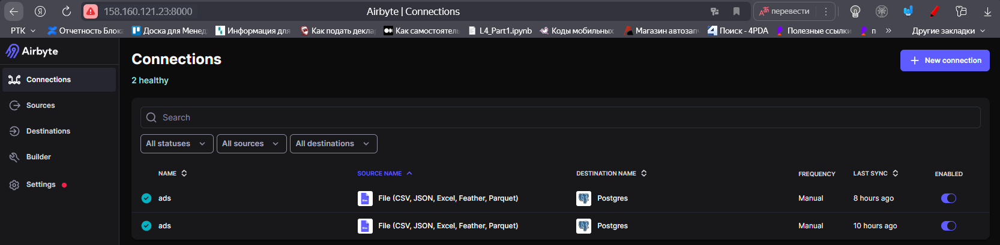 158.160.121.23:8000 Airbyte | Connections перевести
РТК Отчетность Блока Доска для Менед Информация для Как подать деклар Как самостоятель L4_Part1.ipynb Коды мобильных Магазин автозапч Поиск - 4PDA Полезные ссылки п » Другие закладки
Airbyte
Connections
Sources
Destinations
Builder
Settings
Connections
2 healthy
New connection
Search
All statuses All sources All destinations
NAME SOURCE NAME DESTINATION NAME FREQUENCY LAST SYNC ENABLED
ads File (CSV, JSON, Excel, Feather, Parquet) Postgres Manual 8 hours ago
ads File (CSV, JSON, Excel, Feather, Parquet) Postgres Manual 10 hours ago